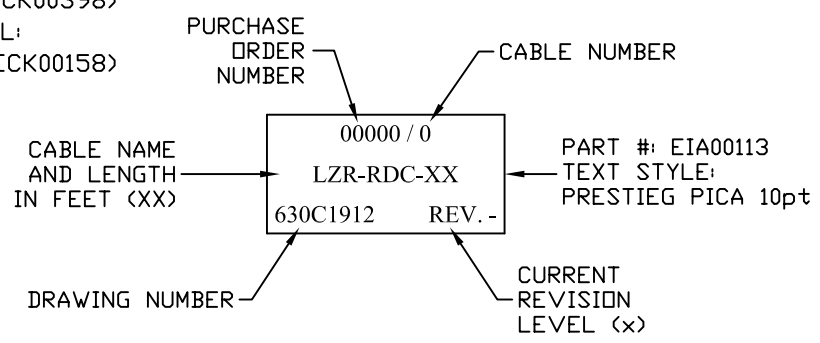 CK00398)
L:
ICK00158)
PURCHASE
ORDER
NUMBER
CABLE NUMBER
00000 / 0
CABLE NAME
AND LENGTH
IN FEET (XX)
LZR-RDC-XX
PART #: EIA00113
TEXT STYLE:
PRESTIEG PICA 10pt
630C1912 REV. -
DRAWING NUMBER
CURRENT
REVISION
LEVEL (x)